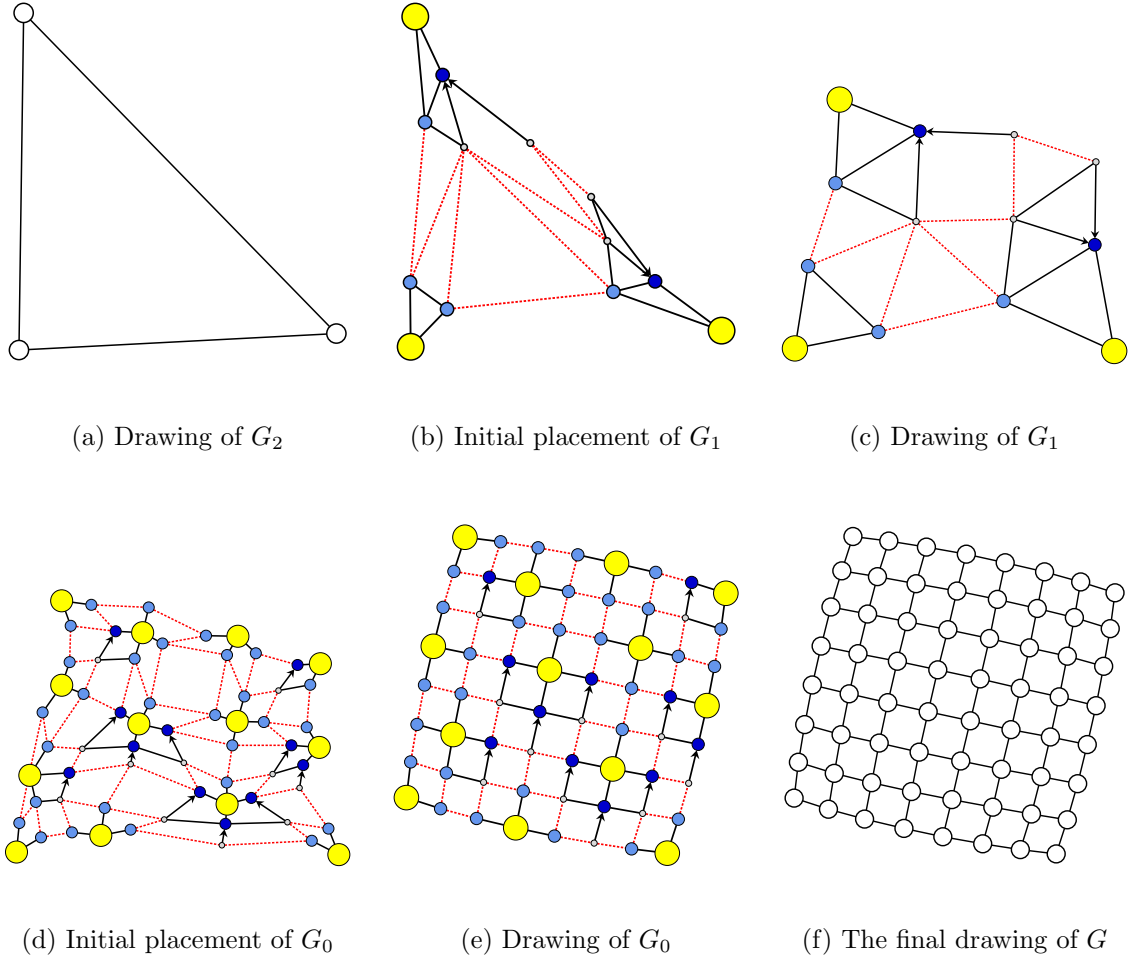 (a) Drawing of G₂
(b) Initial placement of G₁
(c) Drawing of G₁
(d) Initial placement of G₀
(e) Drawing of G₀
(f) The final drawing of G